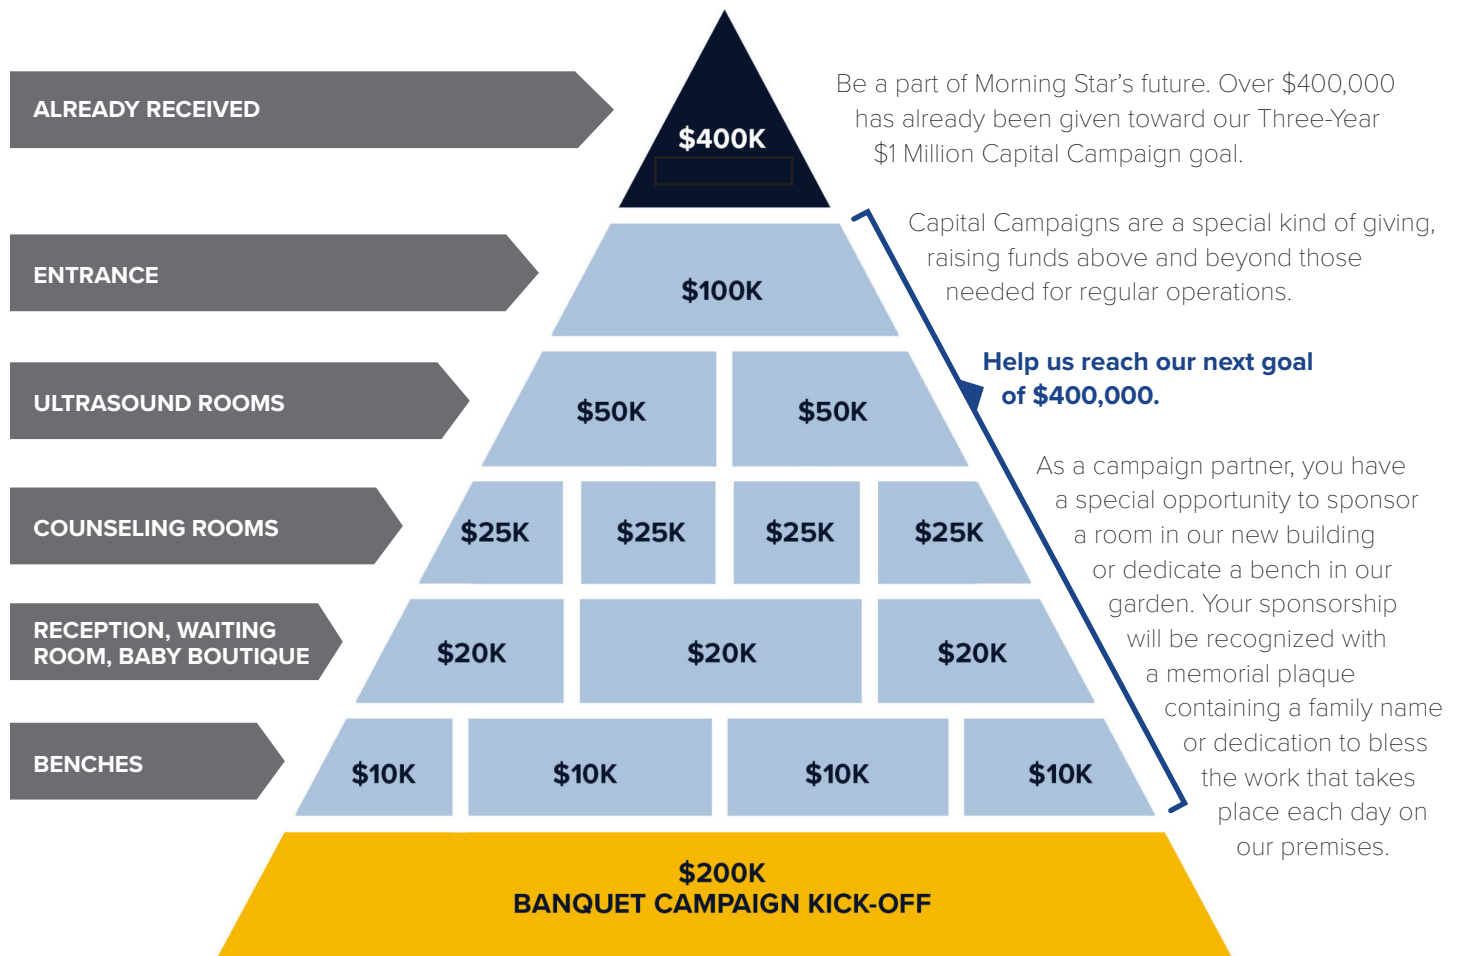 ALREADY RECEIVED
$400K
Be a part of Morning Star’s future. Over $400,000
has already been given toward our Three-Year
$1 Million Capital Campaign goal.
Capital Campaigns are a special kind of giving,
raising funds above and beyond those
needed for regular operations.
ENTRANCE
$100K
Help us reach our next goal
of $400,000.
ULTRASOUND ROOMS
$50K $50K
As a campaign partner, you have
a special opportunity to sponsor
a room in our new building
or dedicate a bench in our
garden. Your sponsorship
will be recognized with
a memorial plaque
containing a family name
or dedication to bless
the work that takes
place each day on
our premises.
COUNSELING ROOMS
$25K $25K $25K $25K
RECEPTION, WAITING
ROOM, BABY BOUTIQUE
$20K $20K $20K
BENCHES
$10K $10K $10K $10K
$200K
BANQUET CAMPAIGN KICK-OFF